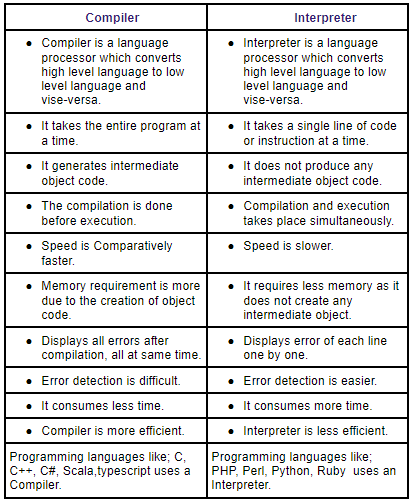 Compiler
Interpreter
● Compiler is a language
processor which converts
high level language to low
level language and
vise-versa.
● Interpreter is a language
processor which converts
high level language to low
level language and
vise-versa.
● It takes the entire program at
a time.
● It takes a single line of code
or instruction at a time.
● It generates intermediate
object code.
● It does not produce any
intermediate object code.
● The compilation is done
before execution.
● Compilation and execution
takes place simultaneously.
● Speed is Comparatively
faster.
● Speed is slower.
● Memory requirement is more
due to the creation of object
code.
● It requires less memory as it
does not create any
intermediate object.
● Displays all errors after
compilation, all at same time.
● Displays error of each line
one by one.
● Error detection is difficult.
● Error detection is easier.
● It consumes less time.
● It consumes more time.
● Compiler is more efficient.
● Interpreter is less efficient.
Programming languages like; C,
C++, C#, Scala,typescript uses a
Compiler.
Programming languages like;
PHP, Perl, Python, Ruby  uses an
Interpreter.